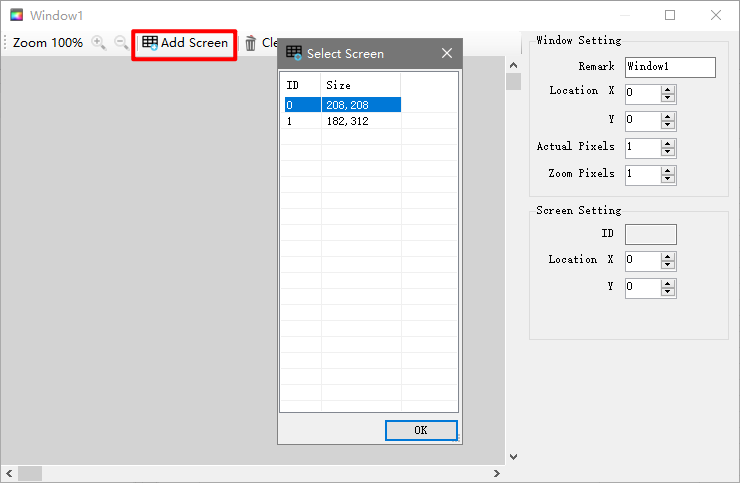 Window1
Zoom 100%
Add Screen
Select Screen
ID Size
0 208,208
1 182,312
OK
Window Setting
Remark Window1
Location X 0
Y 0
Actual Pixels 1
Zoom Pixels 1
Screen Setting
ID
Location X 0
Y 0